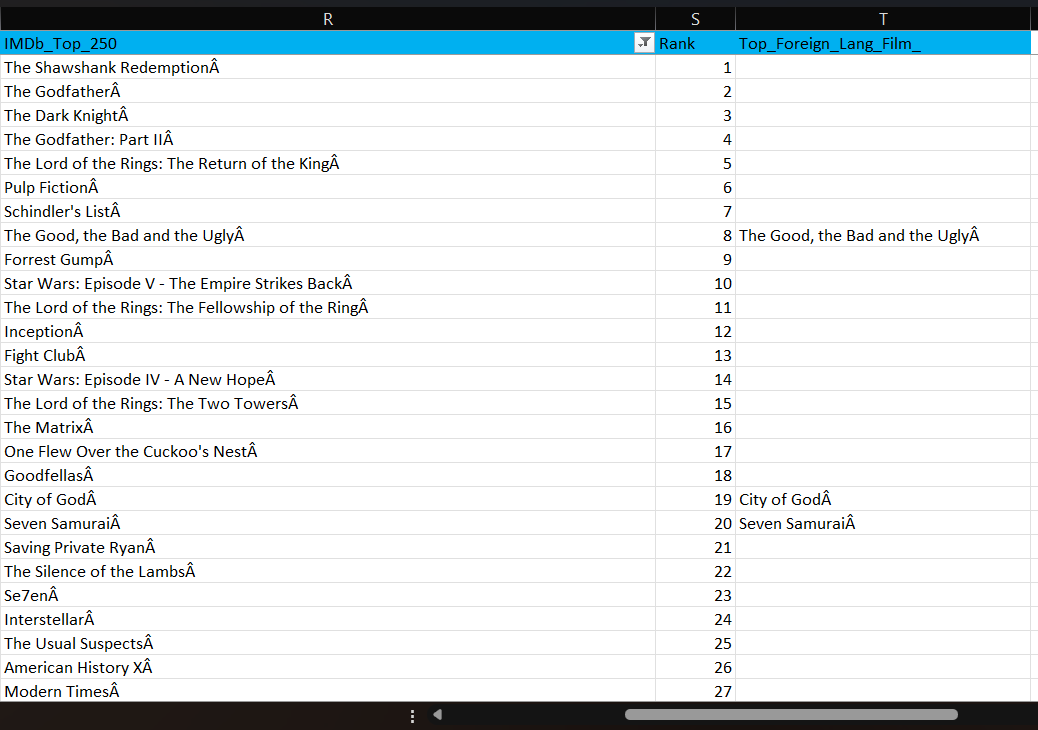 R S T
IMDb_Top_250 Rank Top_Foreign_Lang_Film_
The Shawshank RedemptionÂ 1
The GodfatherÂ 2
The Dark KnightÂ 3
The Godfather: Part IIÂ 4
The Lord of the Rings: The Return of the KingÂ 5
Pulp FictionÂ 6
Schindler's ListÂ 7
The Good, the Bad and the UglyÂ 8 The Good, the Bad and the UglyÂ
Forrest GumpÂ 9
Star Wars: Episode V - The Empire Strikes BackÂ 10
The Lord of the Rings: The Fellowship of the RingÂ 11
InceptionÂ 12
Fight ClubÂ 13
Star Wars: Episode IV - A New HopeÂ 14
The Lord of the Rings: The Two TowersÂ 15
The MatrixÂ 16
One Flew Over the Cuckoo's NestÂ 17
GoodfellasÂ 18
City of GodÂ 19 City of GodÂ
Seven SamuraiÂ 20 Seven SamuraiÂ
Saving Private RyanÂ 21
The Silence of the LambsÂ 22
Se7enÂ 23
InterstellarÂ 24
The Usual SuspectsÂ 25
American History XÂ 26
Modern TimesÂ 27